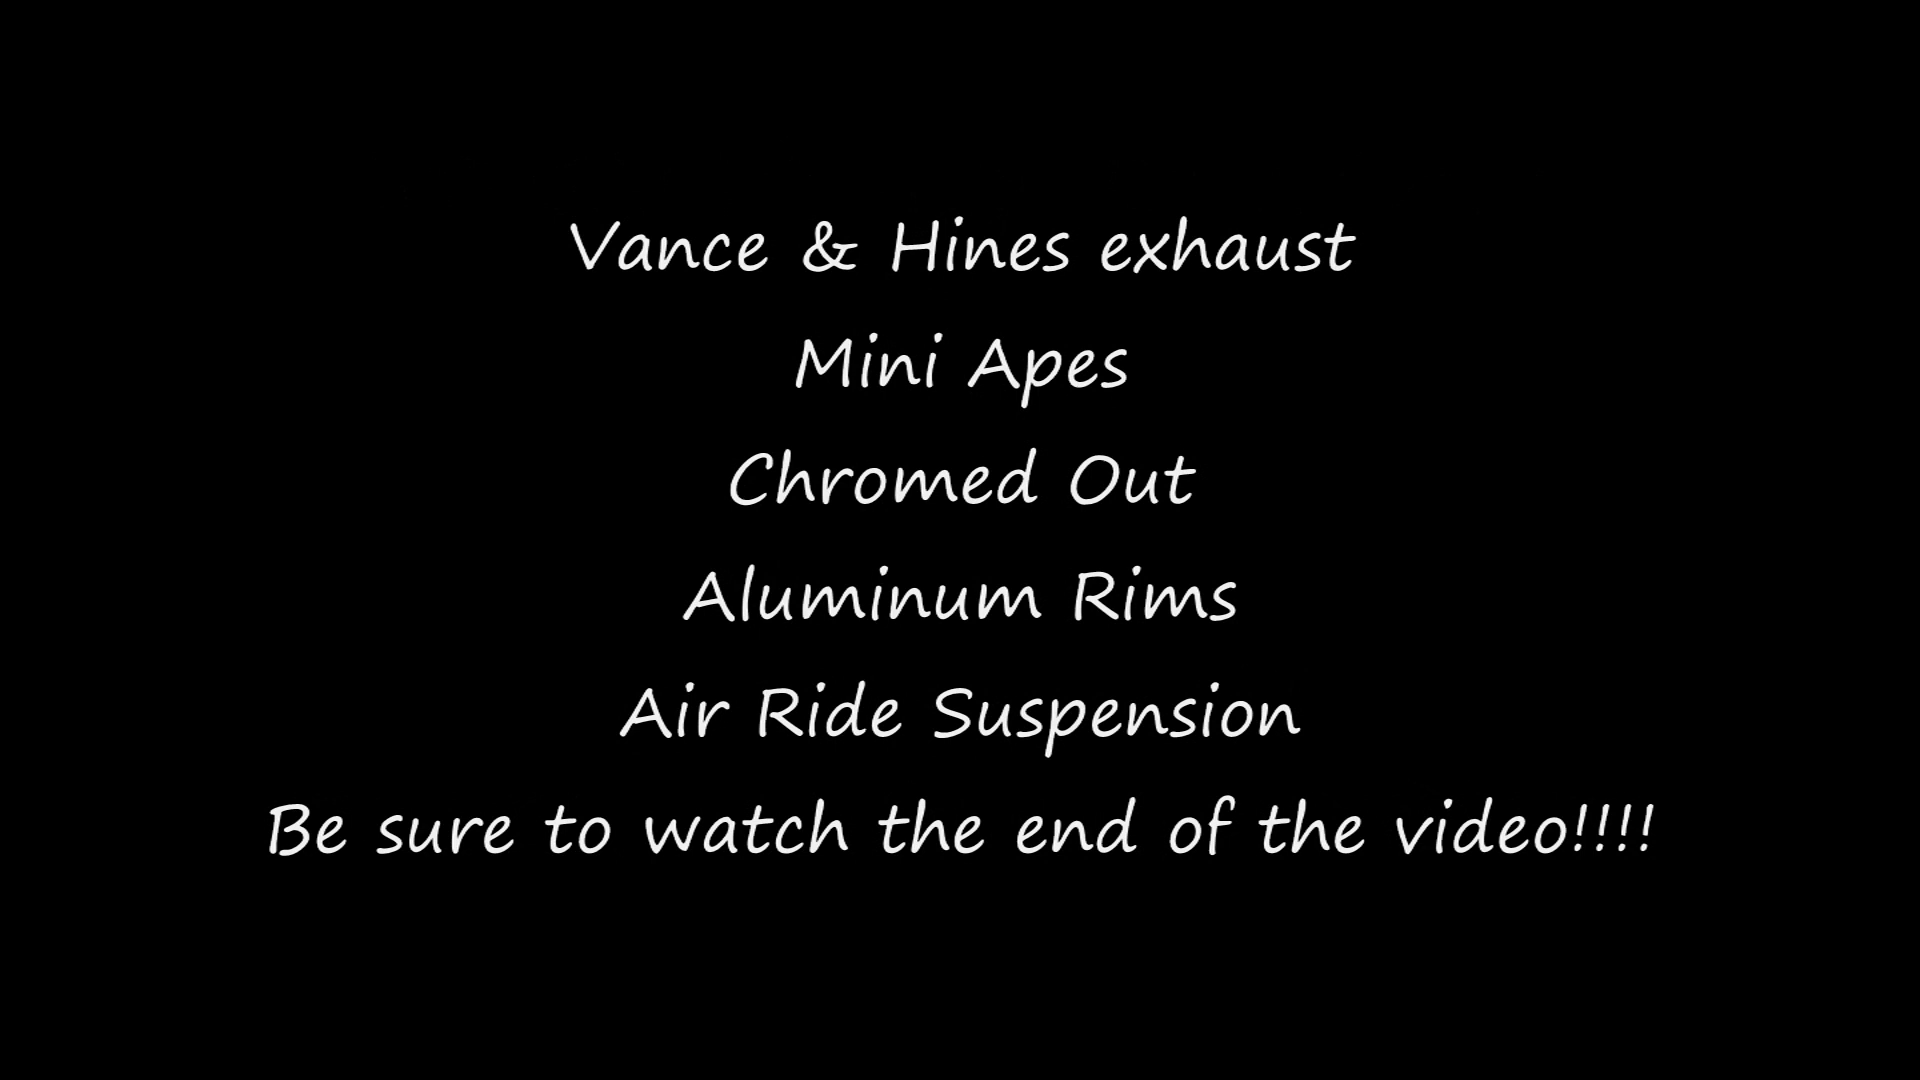 Vance & Hines exhaust
Mini Apes
Chromed Out
Aluminum Rims
Air Ride Suspension
Be sure to watch the end of the video!!!!